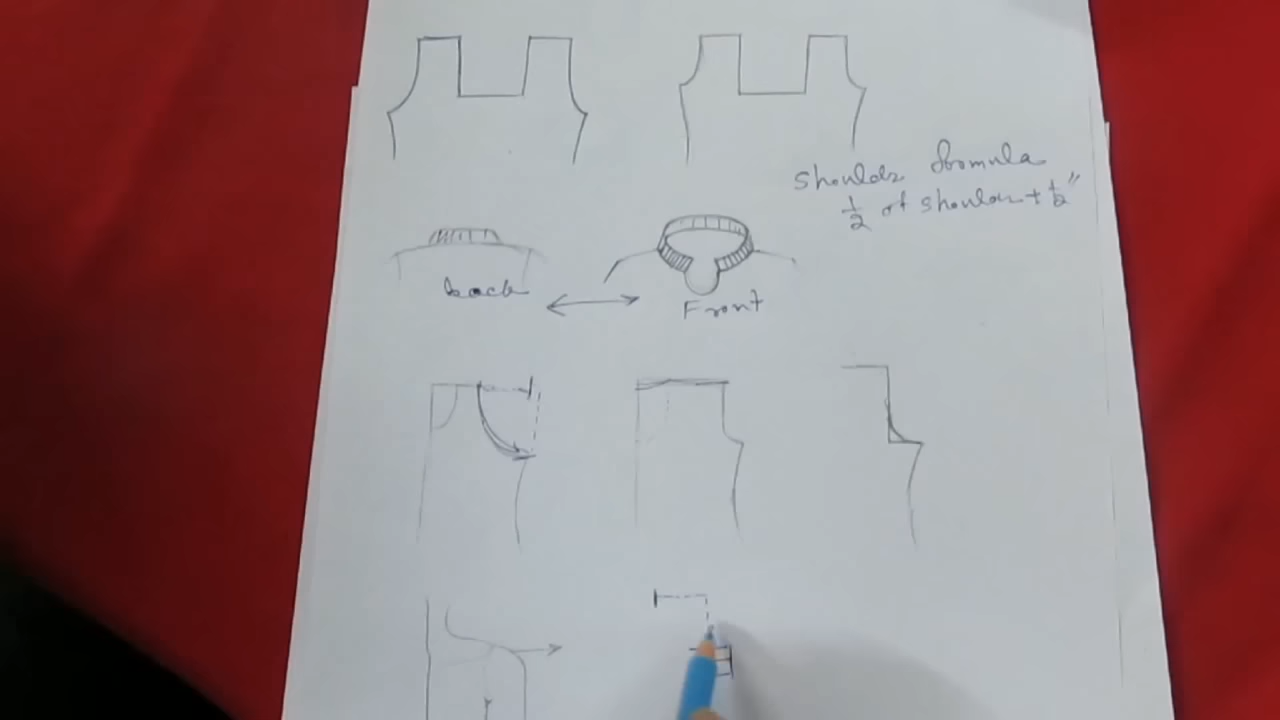 shoulder formula
1/2 of shoulder + 1/2"
back
Front